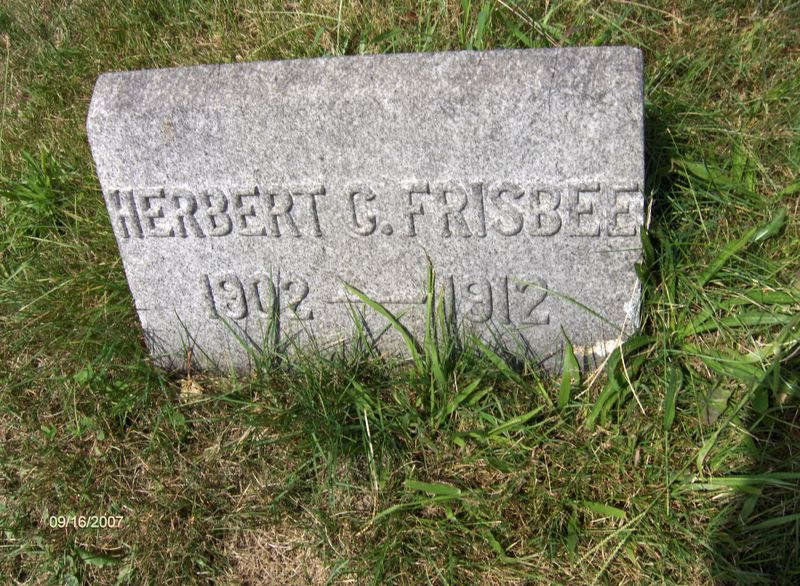 HERBERT C. FRISBEE
1902 — 1912
09/16/2007